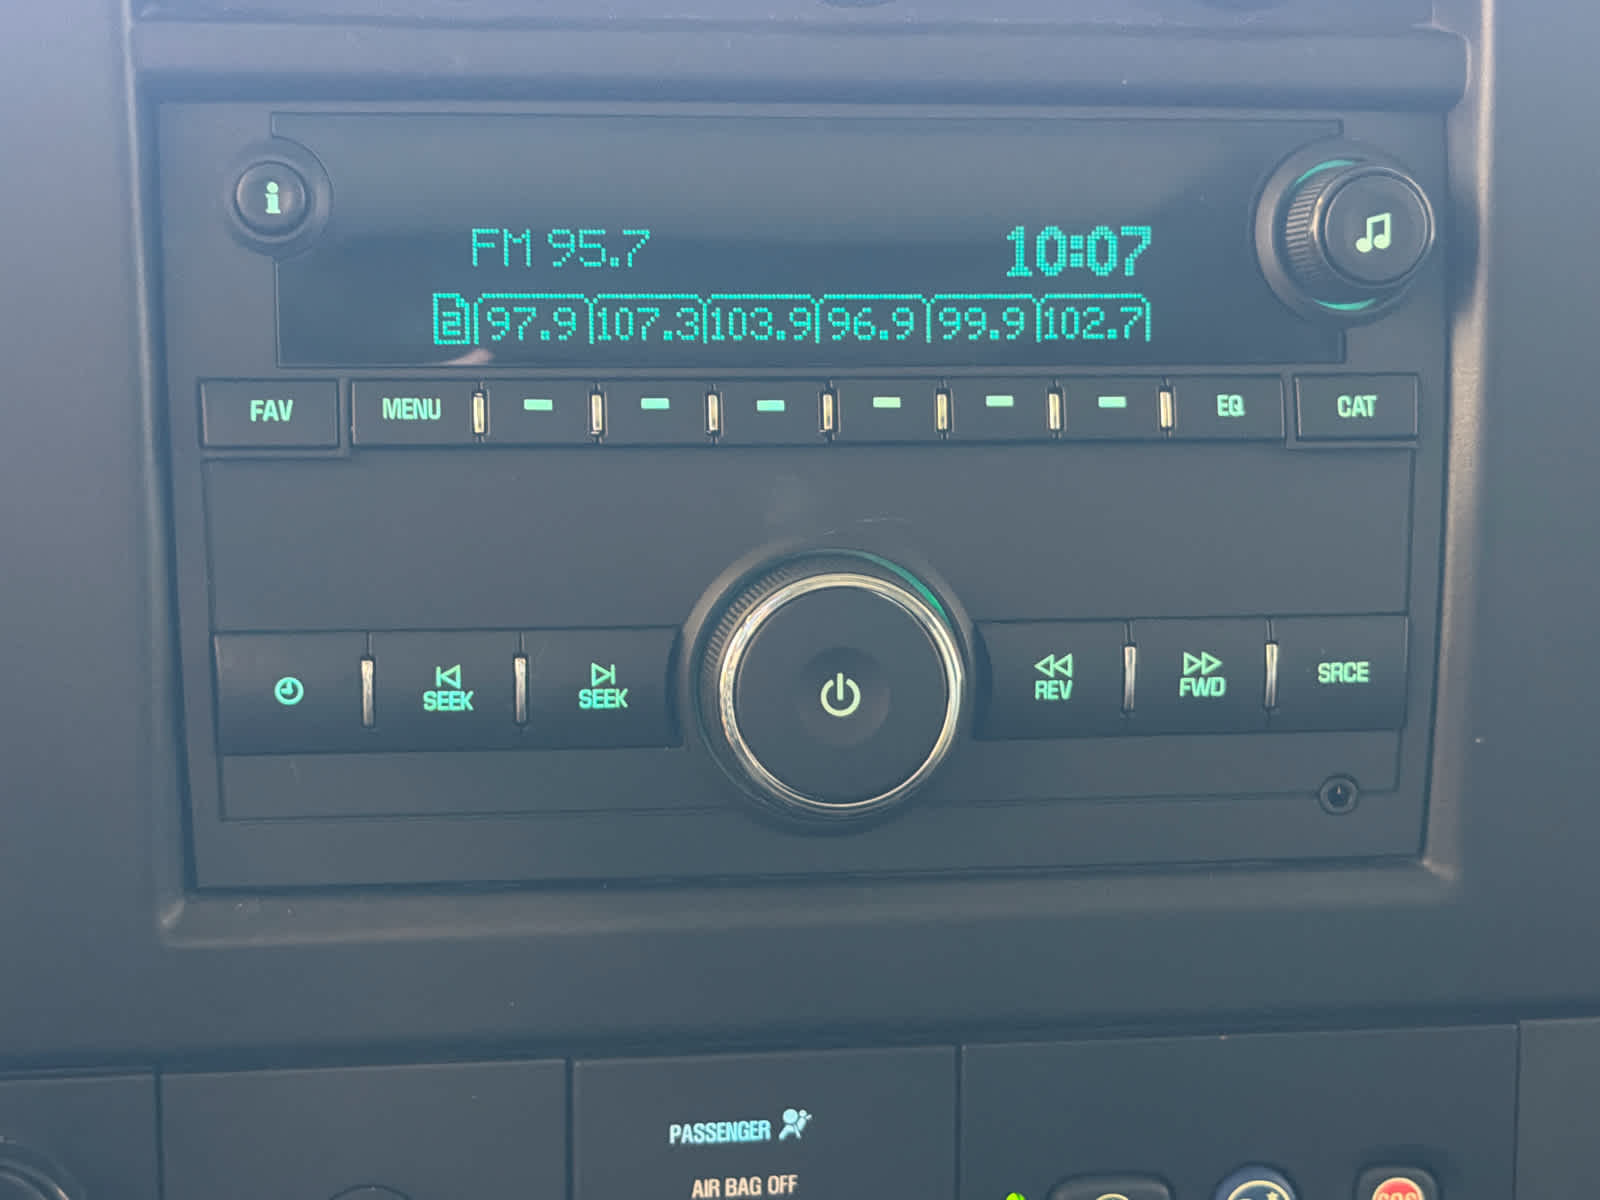 i
FM 95.7 10:07
2 97.9 107.3 103.9 96.9 99.9 102.7
FAV MENU EQ CAT
SEEK SEEK REV FWD SRCE
PASSENGER
AIR BAG OFF
SOS